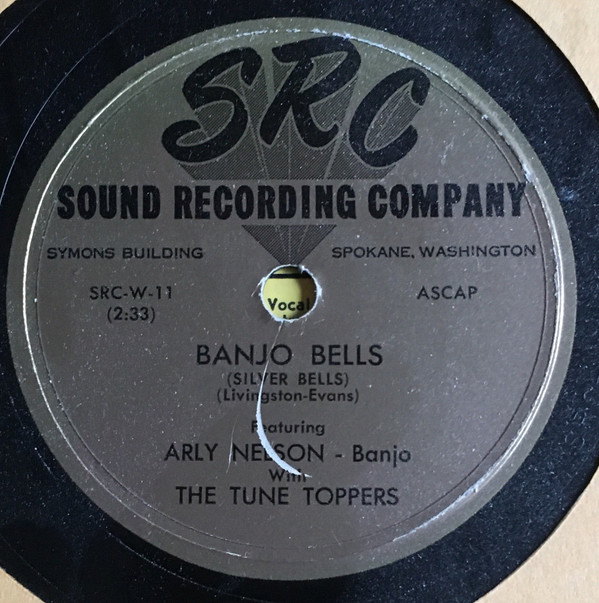 SRC
SOUND RECORDING COMPANY
SYMONS BUILDING SPOKANE, WASHINGTON
SRC-W-11 ASCAP
(2:33)
Vocal
BANJO BELLS
(SILVER BELLS)
(Livingston-Evans)
Featuring
ARLY NELSON - Banjo
With
THE TUNE TOPPERS